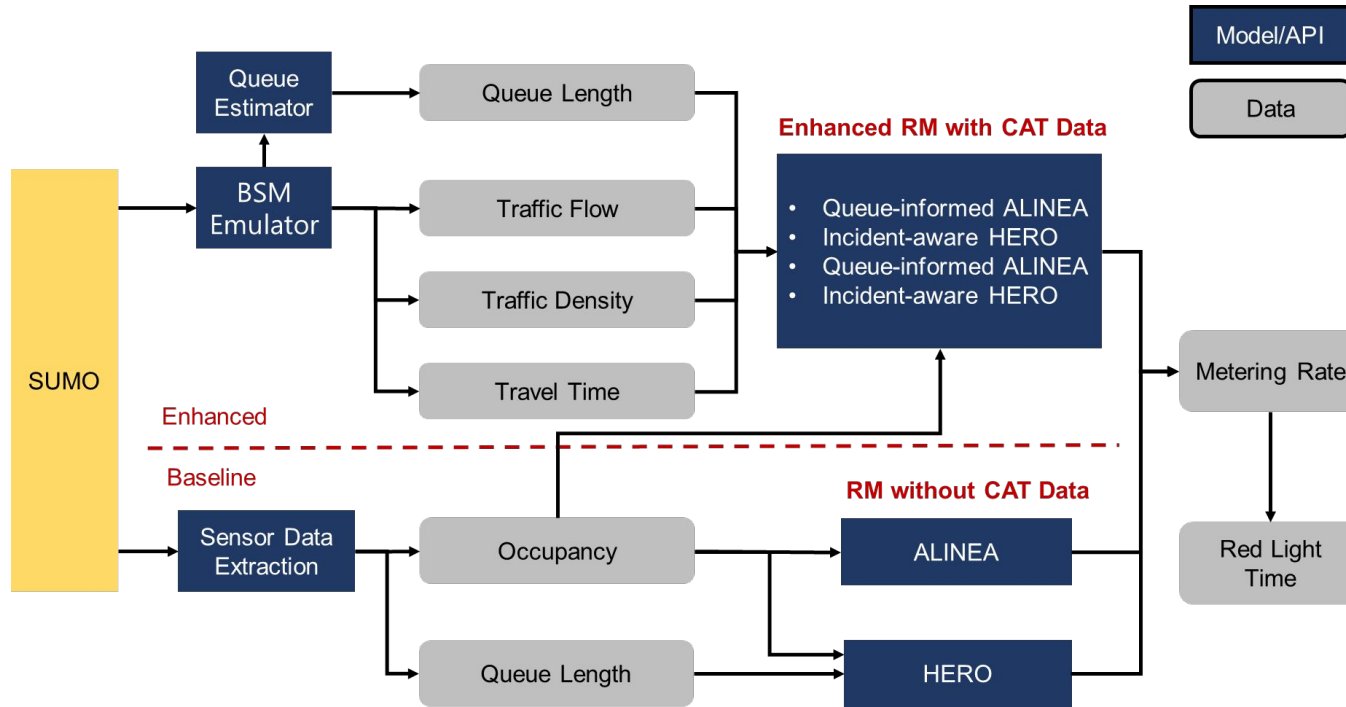 Model/API
Data
Queue
Estimator
Queue Length
Enhanced RM with CAT Data
BSM
Emulator
Traffic Flow
• Queue-informed ALINEA
• Incident-aware HERO
• Queue-informed ALINEA
• Incident-aware HERO
Traffic Density
SUMO
Travel Time
Metering Rate
Enhanced
Baseline
RM without CAT Data
Sensor Data
Extraction
Occupancy
ALINEA
Red Light
Time
Queue Length
HERO